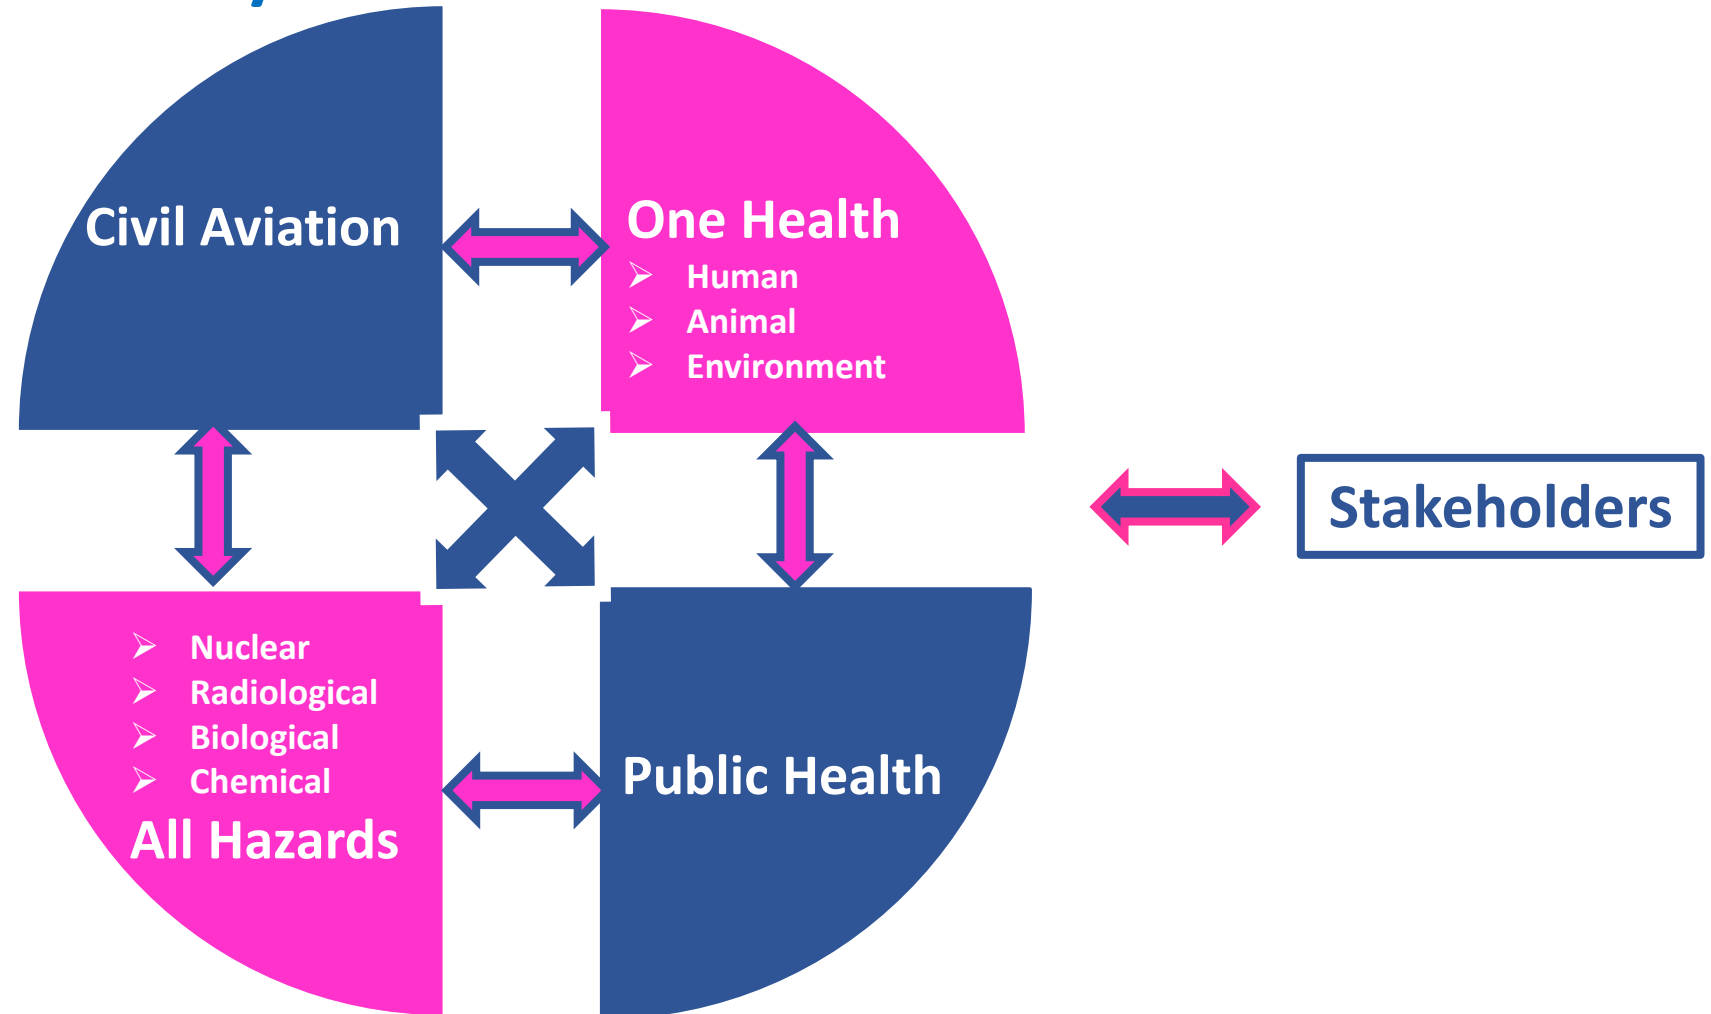 Civil Aviation
One Health
➢ Human
➢ Animal
➢ Environment
Stakeholders
➢ Nuclear
➢ Radiological
➢ Biological
➢ Chemical
All Hazards
Public Health